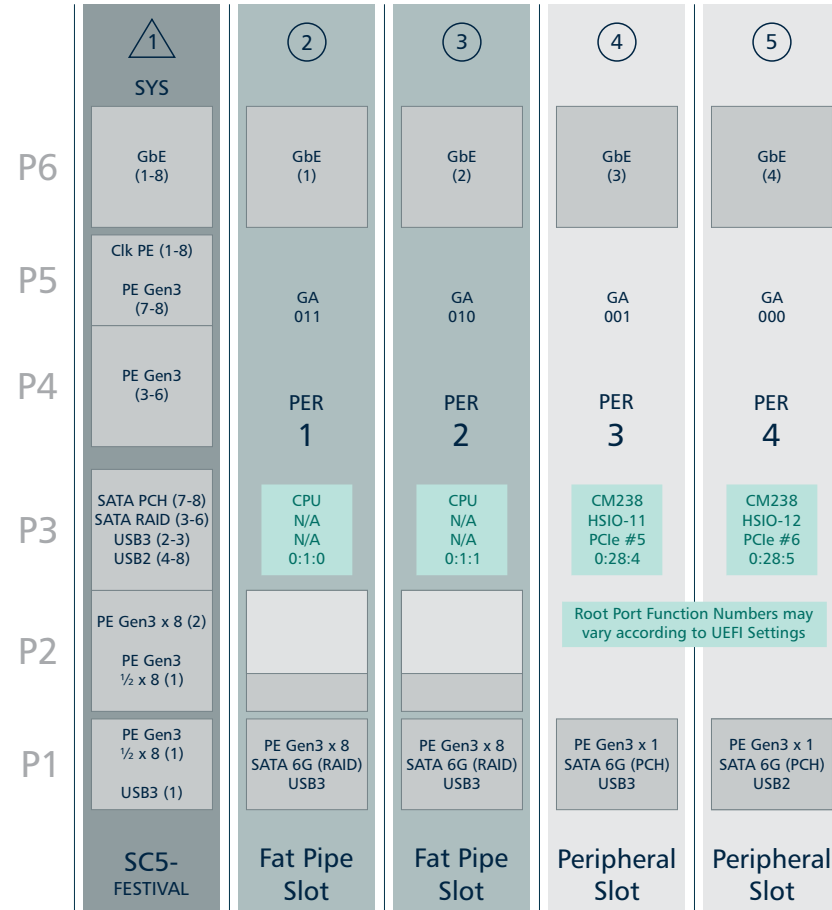 1
2
3
4
5
SYS
P6
GbE
(1-8)
GbE
(1)
GbE
(2)
GbE
(3)
GbE
(4)
P5
Clk PE (1-8)
PE Gen3
(7-8)
GA
011
GA
010
GA
001
GA
000
P4
PE Gen3
(3-6)
PER
1
PER
2
PER
3
PER
4
P3
SATA PCH (7-8)
SATA RAID (3-6)
USB3 (2-3)
USB2 (4-8)
CPU
N/A
N/A
0:1:0
CPU
N/A
N/A
0:1:1
CM238
HSIO-11
PCIe #5
0:28:4
CM238
HSIO-12
PCIe #6
0:28:5
P2
PE Gen3 x 8 (2)
PE Gen3
½ x 8 (1)
Root Port Function Numbers may
vary according to UEFI Settings
P1
PE Gen3
½ x 8 (1)
USB3 (1)
PE Gen3 x 8
SATA 6G (RAID)
USB3
PE Gen3 x 8
SATA 6G (RAID)
USB3
PE Gen3 x 1
SATA 6G (PCH)
USB3
PE Gen3 x 1
SATA 6G (PCH)
USB2
SC5-
FESTIVAL
Fat Pipe
Slot
Fat Pipe
Slot
Peripheral
Slot
Peripheral
Slot